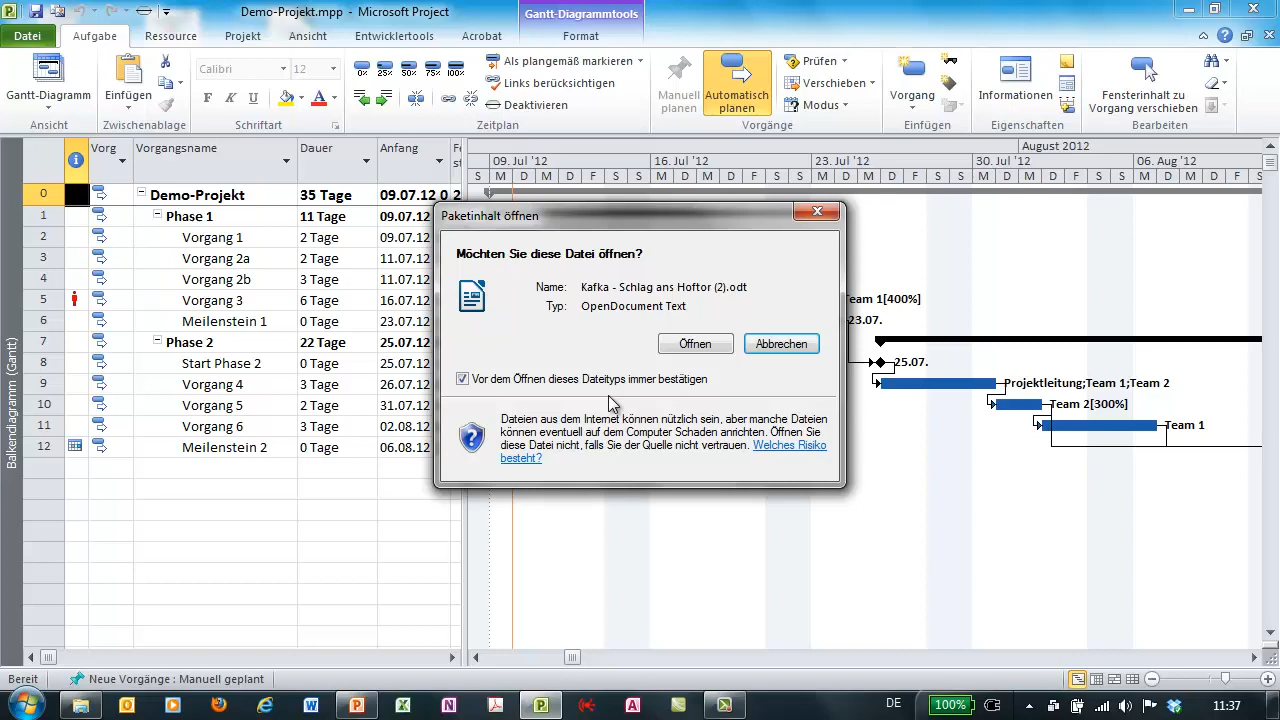 Demo-Projekt.mpp - Microsoft Project
Gantt-Diagrammtools
Datei Aufgabe Ressource Projekt Ansicht Entwicklertools Acrobat Format
Gantt-Diagramm
Ansicht
Einfügen
Zwischenablage
Calibri 12
F K U
Schriftart
0% 25% 50% 75% 100%
Als plangemäß markieren
Links berücksichtigen
Deaktivieren
Zeitplan
Manuell planen
Automatisch planen
Prüfen
Verschieben
Modus
Vorgänge
Vorgang
Einfügen
Informationen
Eigenschaften
Fensterinhalt zu Vorgang verschieben
Bearbeiten
Vorg Vorgangsname Dauer Anfang
August 2012
09. Jul '12 16. Jul '12 23. Jul '12 30. Jul '12 06. Aug '12
S M D M D F S S M D M D F S S M D M D F S S M D M D F S S M D M D F S
0 Demo-Projekt 35 Tage 09.07.12 0 2
1 Phase 1 11 Tage 09.07.12
2 Vorgang 1 2 Tage 09.07.12
3 Vorgang 2a 2 Tage 11.07.12
4 Vorgang 2b 3 Tage 11.07.12
5 Vorgang 3 6 Tage 16.07.12
6 Meilenstein 1 0 Tage 23.07.12
7 Phase 2 22 Tage 25.07.12
8 Start Phase 2 0 Tage 25.07.12
9 Vorgang 4 3 Tage 26.07.12
10 Vorgang 5 2 Tage 31.07.12
11 Vorgang 6 3 Tage 02.08.12
12 Meilenstein 2 0 Tage 06.08.12
Balkendiagramm (Gantt)
Team 1[400%]
23.07.
25.07.
Projektleitung;Team 1;Team 2
Team 2[300%]
Team 1
Paketinhalt öffnen
Möchten Sie diese Datei öffnen?
Name: Kafka - Schlag ans Hoftor (2).odt
Typ: OpenDocument Text
Öffnen Abbrechen
Vor dem Öffnen dieses Dateityps immer bestätigen
Dateien aus dem Internet können nützlich sein, aber manche Dateien
können eventuell auf dem Computer Schaden anrichten. Öffnen Sie
diese Datei nicht, falls Sie der Quelle nicht vertrauen. Welches Risiko
besteht?
Bereit Neue Vorgänge : Manuell geplant
DE 100% 11:37